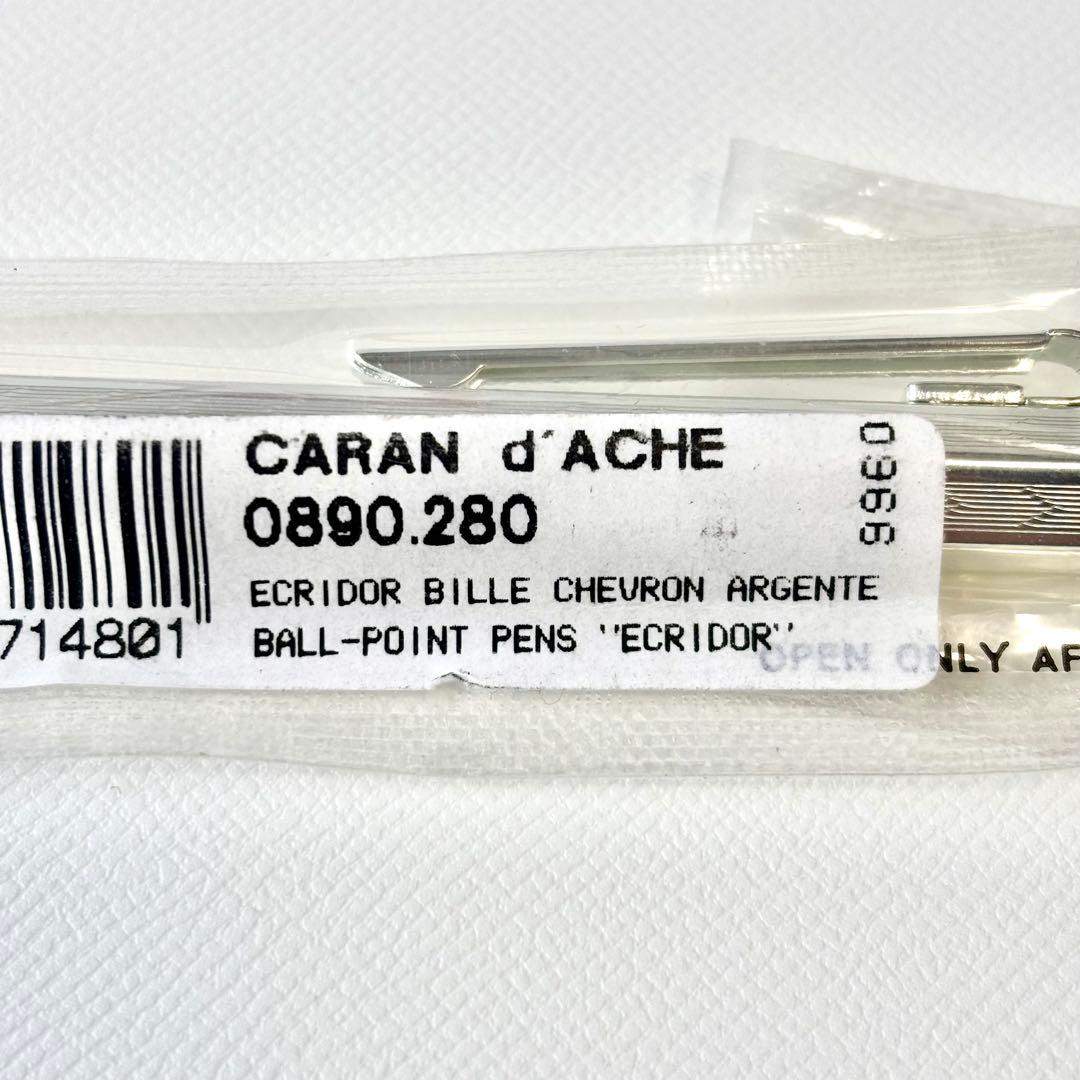 CARAN d'ACHE
0890.280
ECRIDOR BILLE CHEVRON ARGENTE
BALL-POINT PENS "ECRIDOR"
9960
714801
OPEN ONLY AF